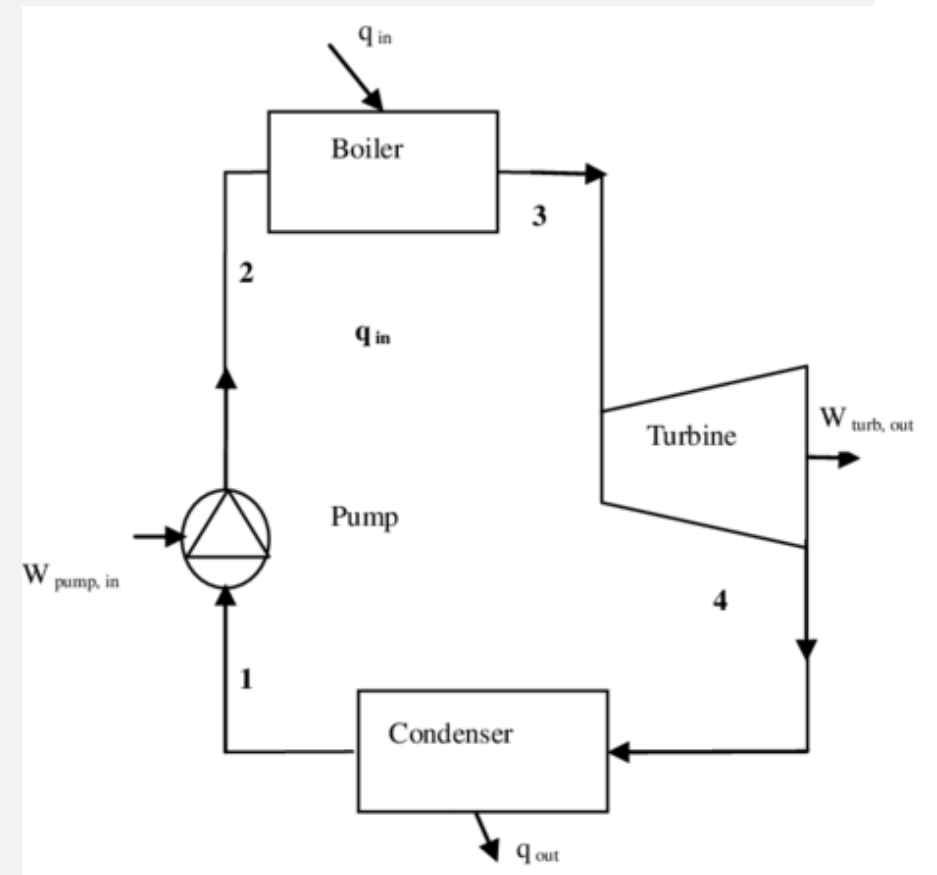 q in
Boiler
3
2
q in
W turb, out
Turbine
Pump
W pump, in
4
1
Condenser
q out